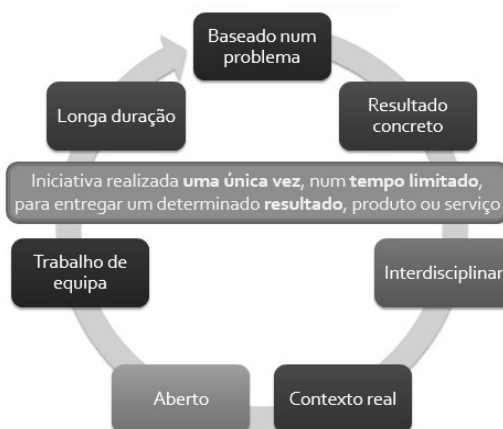 Baseado num
problema
Longa duração
Resultado
concreto
Iniciativa realizada uma única vez, num tempo limitado,
para entregar um determinado resultado, produto ou serviço
Trabalho de
equipa
Interdisciplinar
Aberto
Contexto real